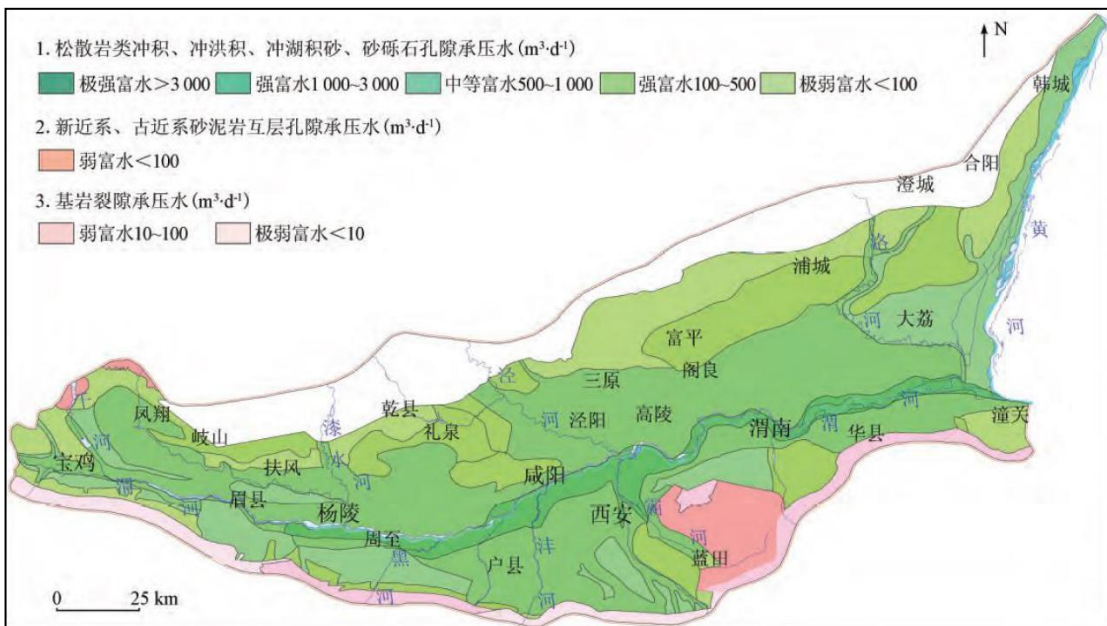 1. 松散岩类冲积、冲洪积、冲湖积砂、砂砾石孔隙承压水(m³·d⁻¹)
极强富水>3 000 强富水1 000~3 000 中等富水500~1 000 强富水100~500 极弱富水<100
2. 新近系、古近系砂泥岩互层孔隙承压水(m³·d⁻¹)
弱富水<100
3. 基岩裂隙承压水(m³·d⁻¹)
弱富水10~100 极弱富水<10
N
韩城
合阳
澄城
黄
河
洛
河
浦城
大荔
富平
阎良
三原
泾
河
泾阳
高陵
乾县
礼泉
漆
水
河
凤翔
岐山
扶风
千
河
宝鸡
渭
河
眉县
杨陵
咸阳
渭南
渭
河
华县
潼关
西安
周至
黑
河
户县
沣
河
河
蓝田
0 25 km